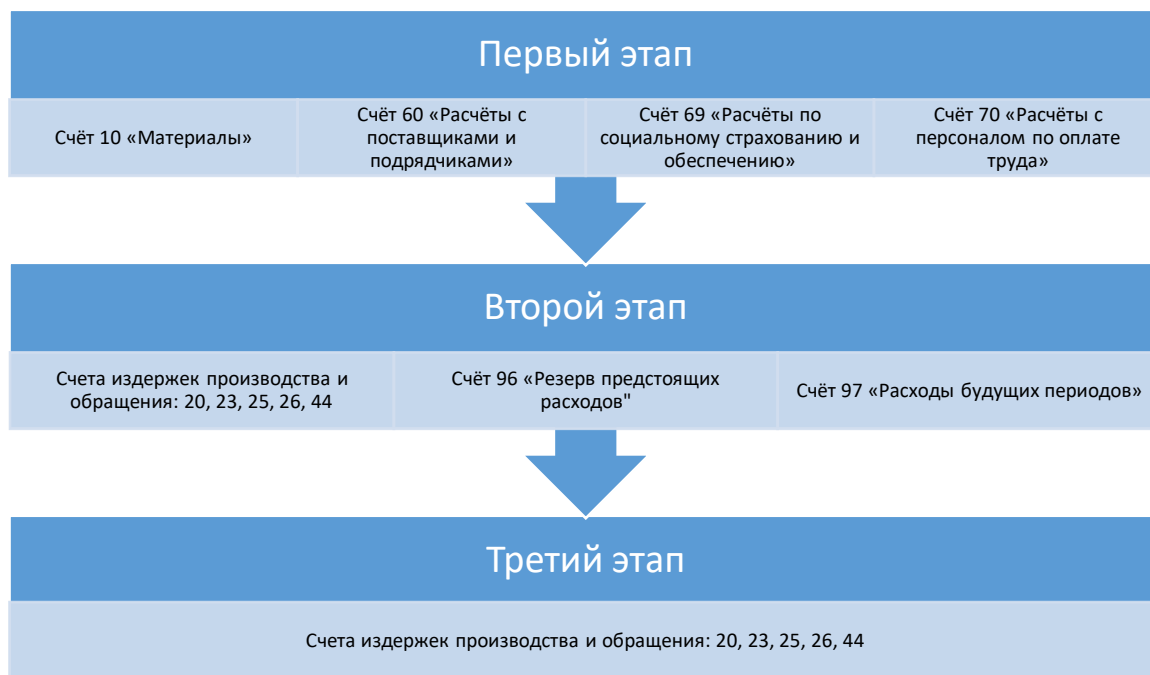 Первый этап
Счёт 10 «Материалы»
Счёт 60 «Расчёты с
поставщиками и
подрядчиками»
Счёт 69 «Расчёты по
социальному страхованию и
обеспечению»
Счёт 70 «Расчёты с
персоналом по оплате
труда»
Второй этап
Счета издержек производства и
обращения: 20, 23, 25, 26, 44
Счёт 96 «Резерв предстоящих
расходов"
Счёт 97 «Расходы будущих периодов»
Третий этап
Счета издержек производства и обращения: 20, 23, 25, 26, 44